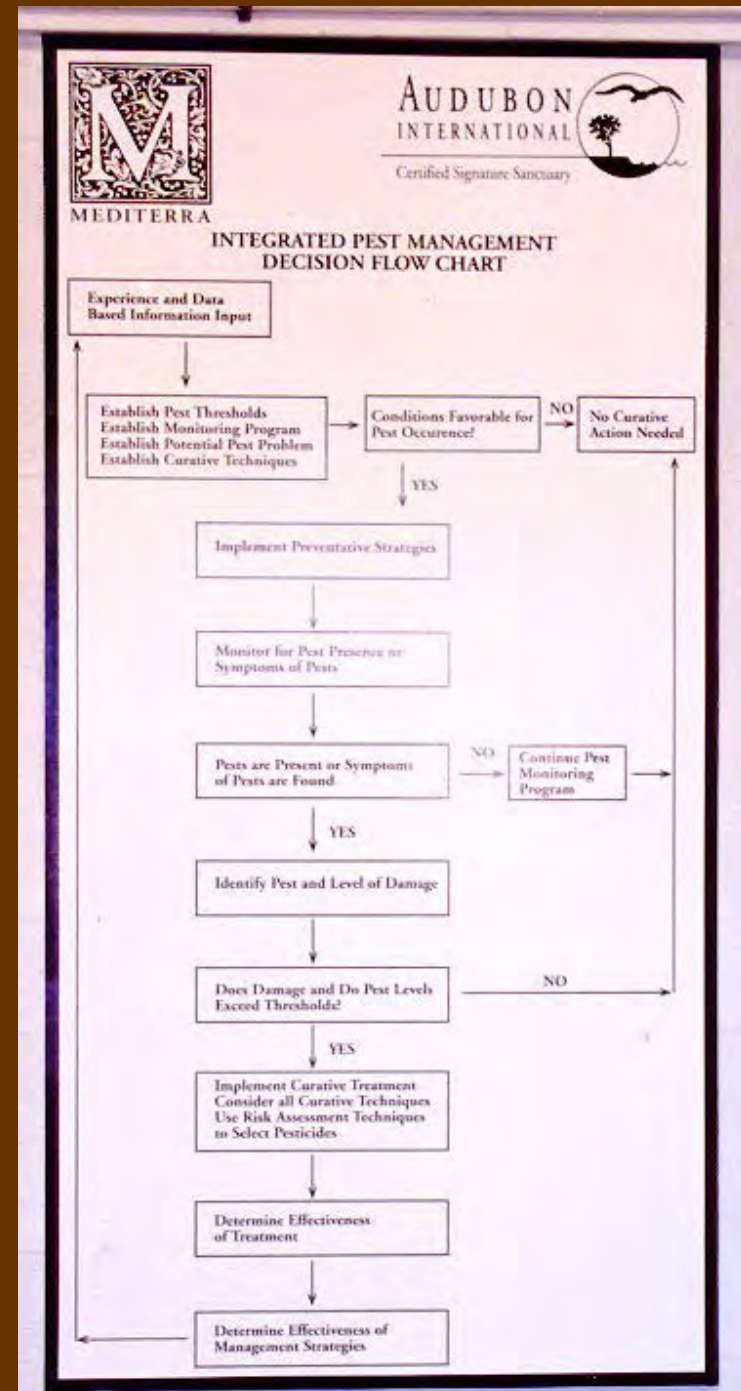 M
MEDITERRA
AUDUBON
INTERNATIONAL
Certified Signature Sanctuary
INTEGRATED PEST MANAGEMENT
DECISION FLOW CHART
Experience and Data
Based Information Input
Establish Pest Thresholds
Establish Monitoring Program
Establish Potential Pest Problem
Establish Curative Techniques
Conditions Favorable for
Pest Occurence?
NO
No Curative
Action Needed
YES
Implement Preventative Strategies
Monitor for Pest Presence or
Symptoms of Pests
Pests are Present or Symptoms
of Pests are Found
NO
Continue Pest
Monitoring
Program
YES
Identify Pest and Level of Damage
Does Damage and Do Pest Levels
Exceed Thresholds?
NO
YES
Implement Curative Treatment
Consider all Curative Techniques
Use Risk Assessment Techniques
to Select Pesticides
Determine Effectiveness
of Treatment
Determine Effectiveness of
Management Strategies